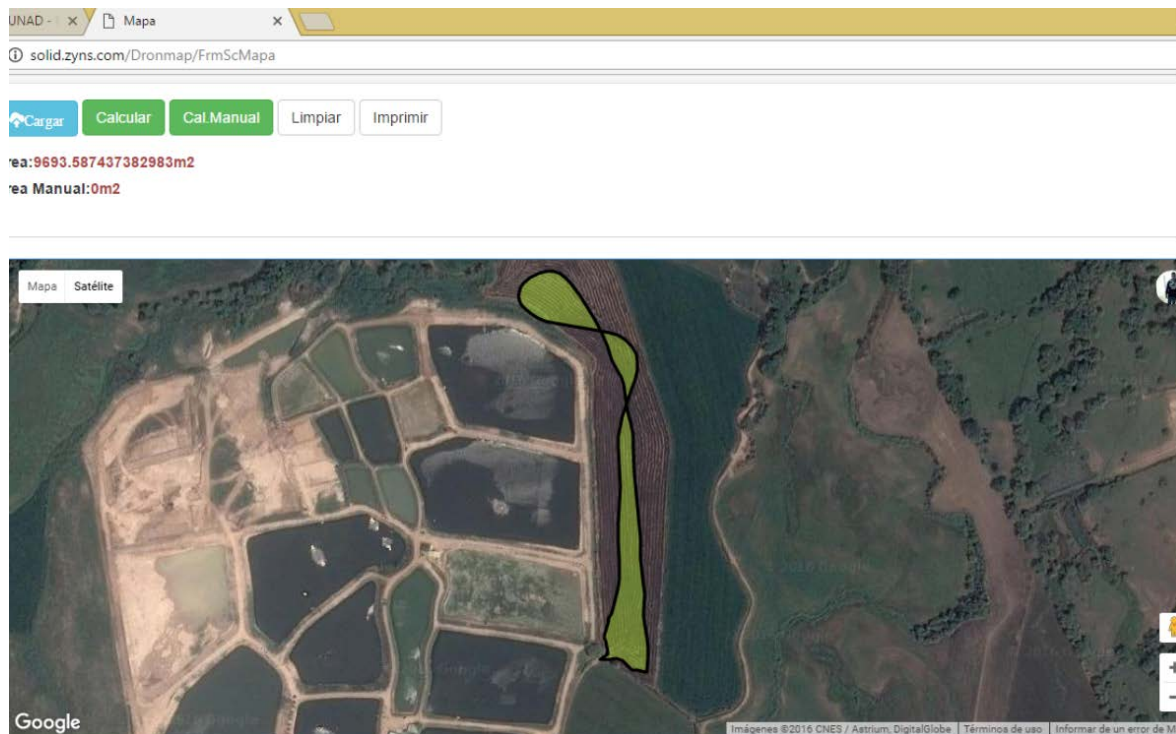 UNAD - Mapa
solid.zyns.com/Dronmap/FrmScMapa
Cargar Calcular Cal.Manual Limpiar Imprimir
rea:9693.587437382983m2
rea Manual:0m2
Mapa Satélite
Google
Google
Imágenes ©2016 CNES / Astrium, DigitalGlobe Términos de uso Informar de un error de M